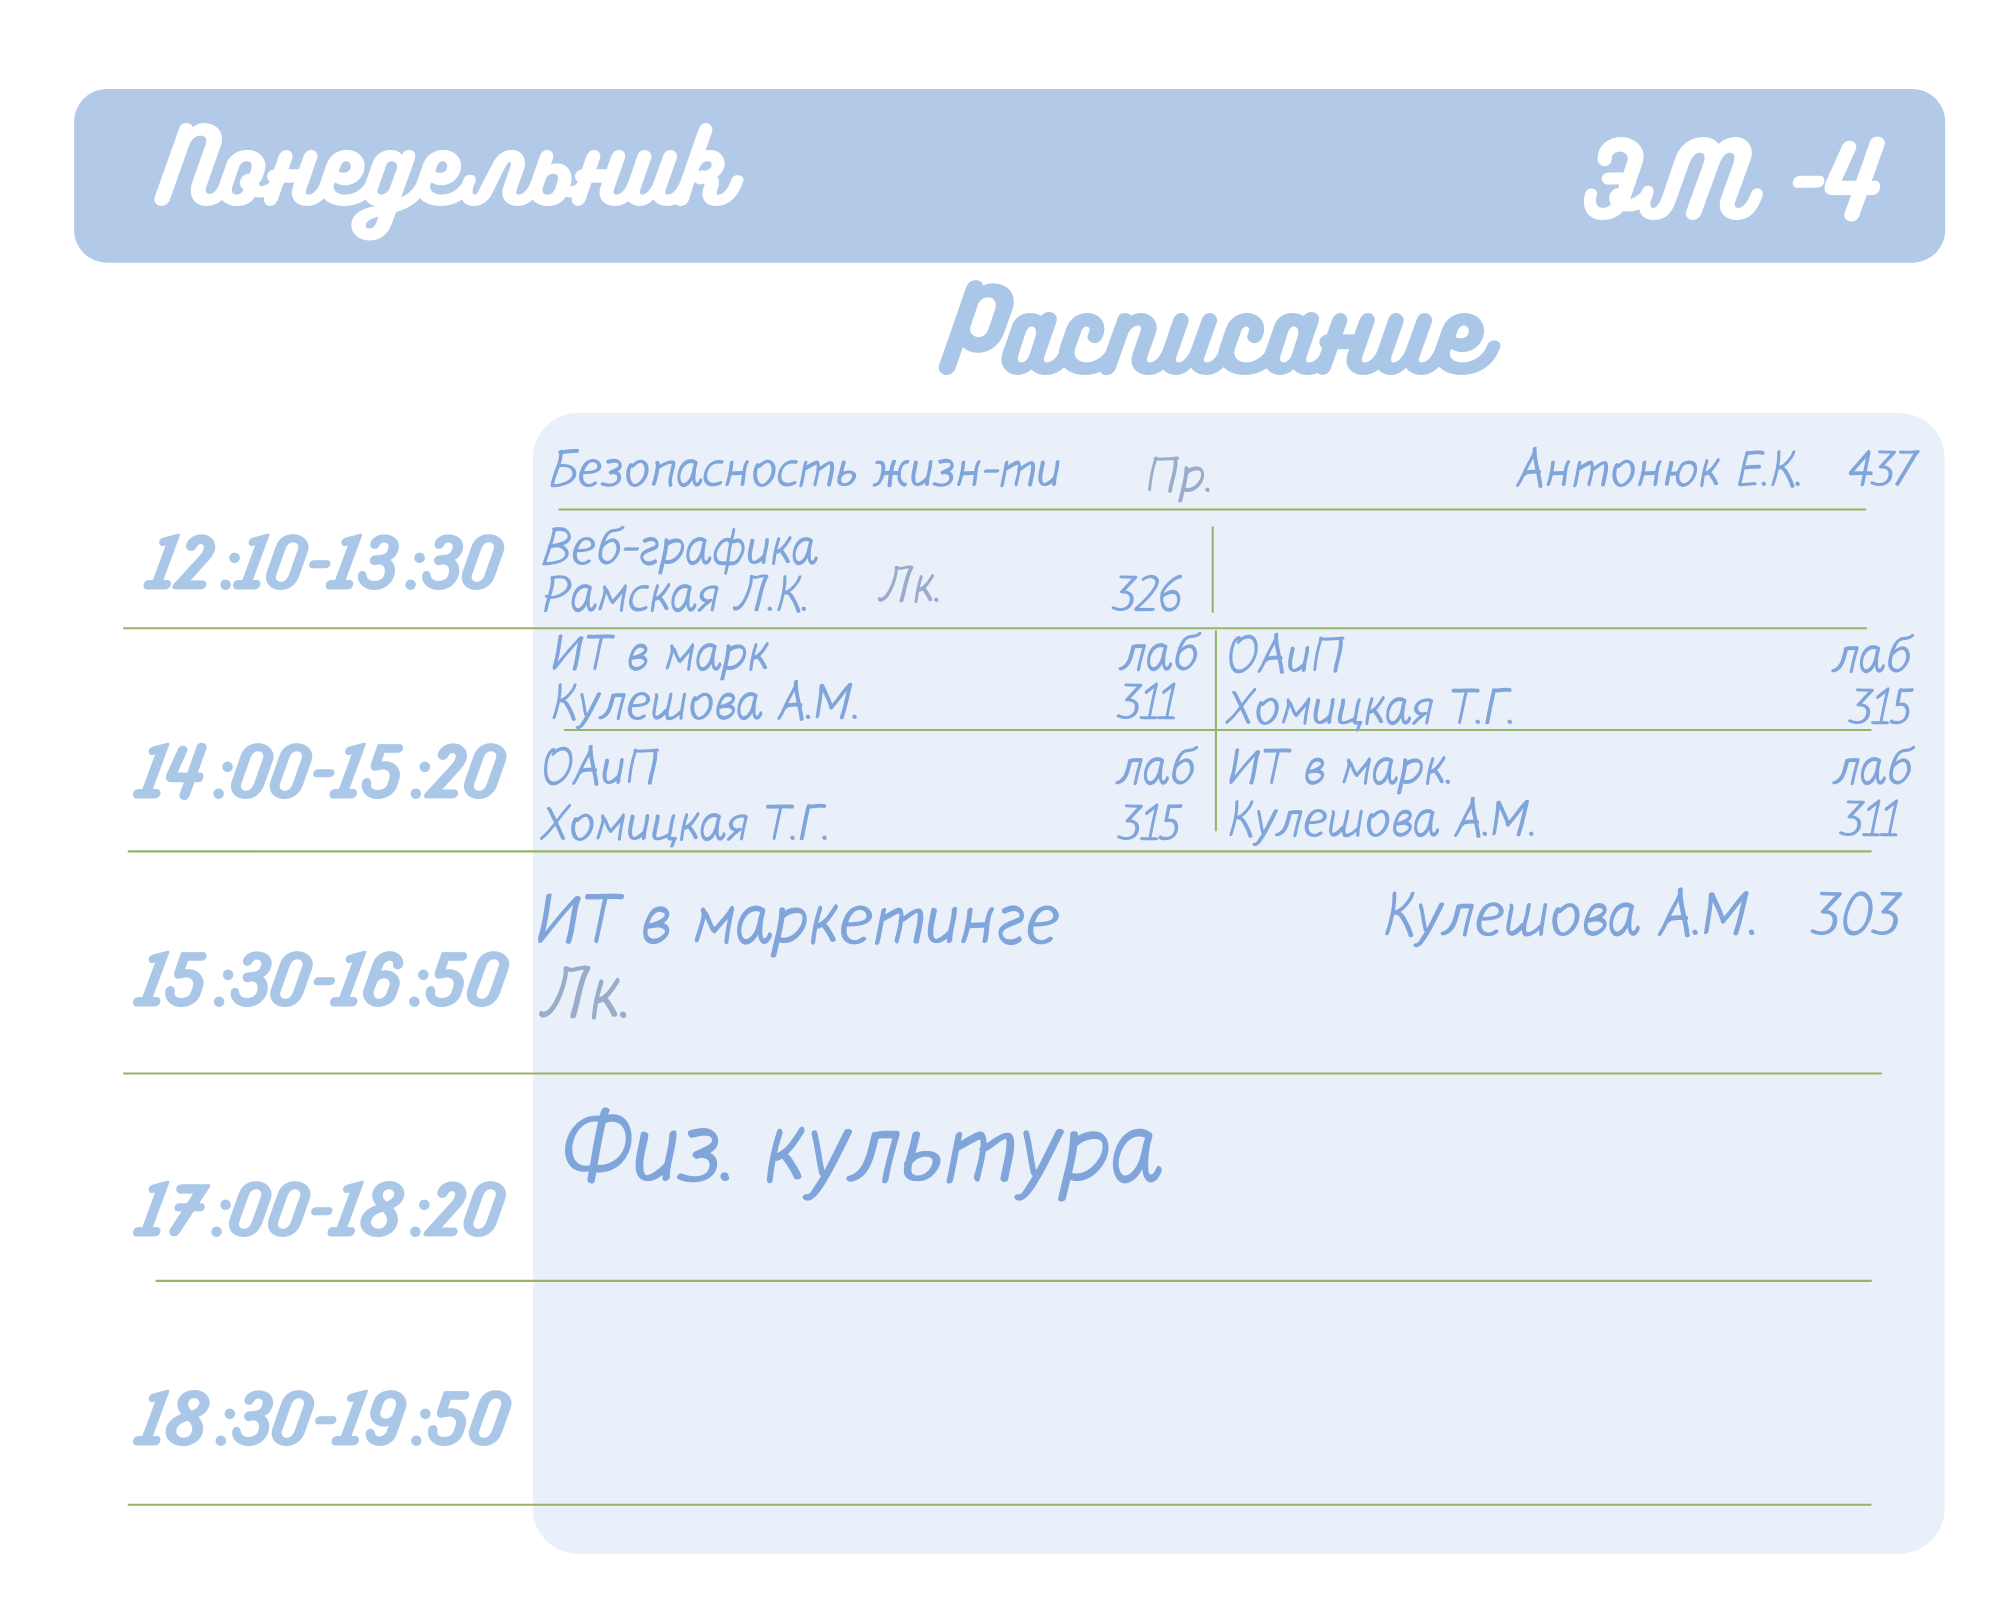 Понедельник ЭМ -4
Расписание
Безопасность жизн-ти Пр. Антонюк Е.К. 437
12:10-13:30
Веб-графика
Рамская Л.К. Лк. 326
ИТ в марк лаб ОАиП лаб
Кулешова А.М. 311 Хомицкая Т.Г. 315
14:00-15:20
ОАиП лаб ИТ в марк. лаб
Хомицкая Т.Г. 315 Кулешова А.М. 311
ИТ в маркетинге Кулешова А.М. 303
15:30-16:50
Лк.
Физ. культура
17:00-18:20
18:30-19:50